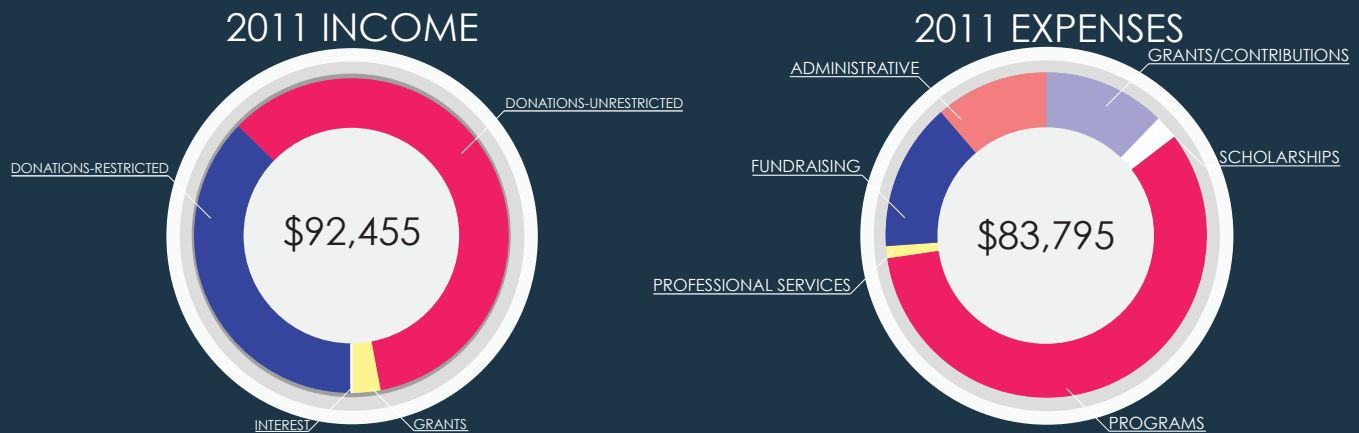 2011 INCOME
DONATIONS-UNRESTRICTED
DONATIONS-RESTRICTED
$92,455
INTEREST
GRANTS
2011 EXPENSES
GRANTS/CONTRIBUTIONS
ADMINISTRATIVE
SCHOLARSHIPS
FUNDRAISING
$83,795
PROFESSIONAL SERVICES
PROGRAMS